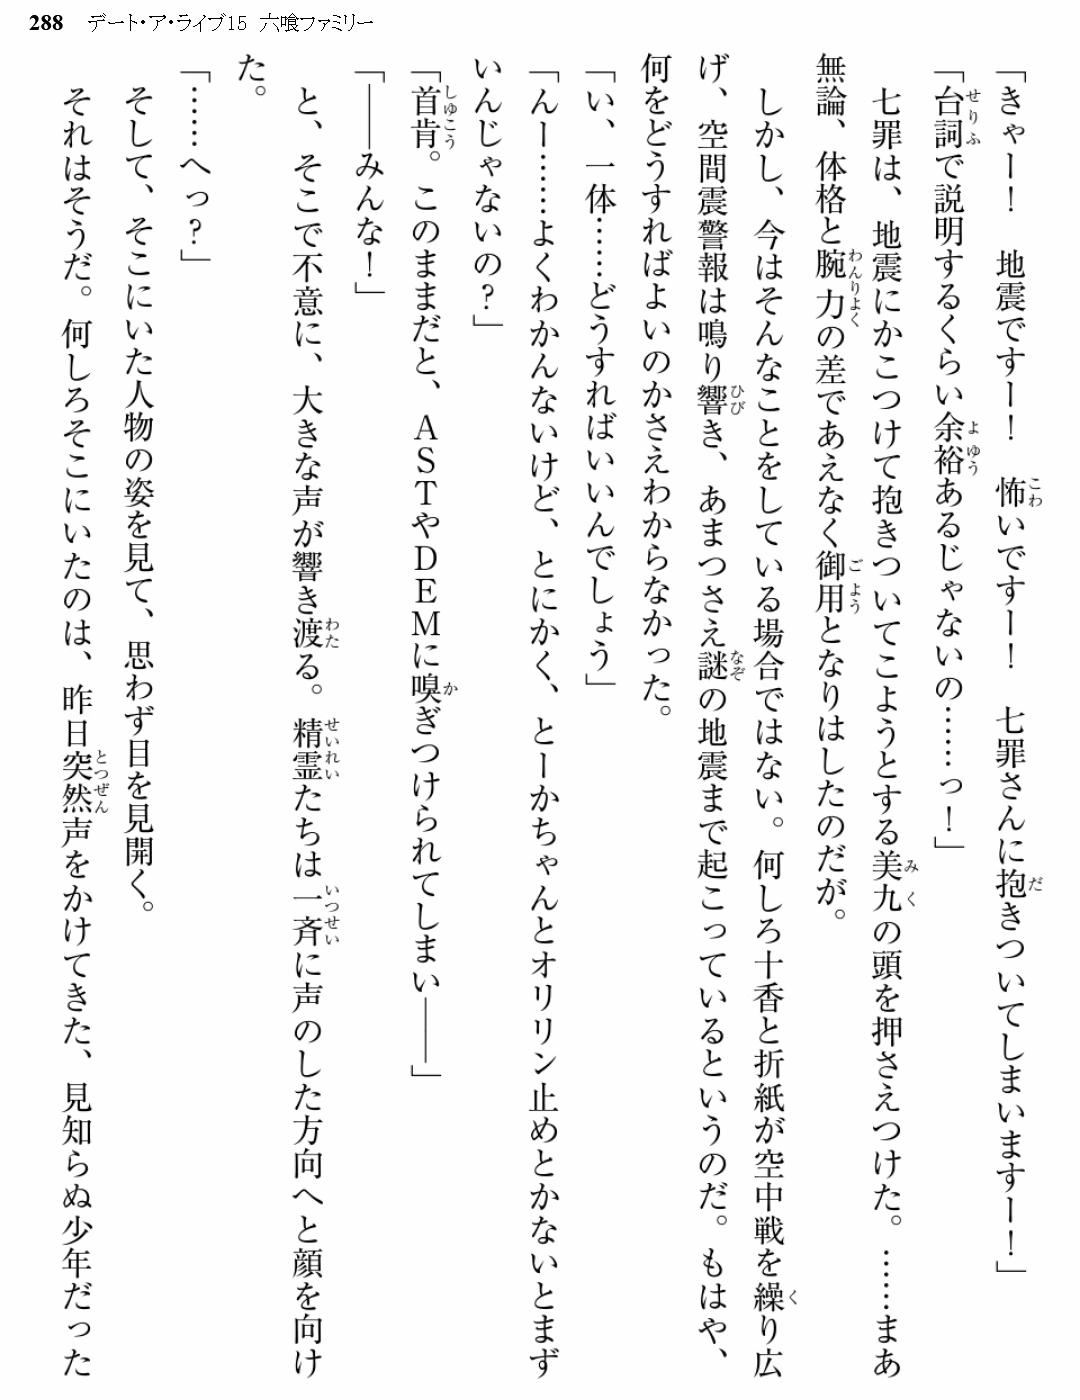 288 デート・ア・ライブ15 六喰ファミリー
「きゃー！　地震ですー！　怖いですー！　七罪さんに抱きついてしまいますー！」
「台詞で説明するくらい余裕あるじゃないの……っ！」
　七罪は、地震にかこつけて抱きついてこようとする美九の頭を押さえつけた。……まあ
無論、体格と腕力の差であえなく御用となりはしたのだが。
　しかし、今はそんなことをしている場合ではない。何しろ十香と折紙が空中戦を繰り広
げ、空間震警報は鳴り響き、あまつさえ謎の地震まで起こっているというのだ。もはや、
何をどうすればよいのかさえわからなかった。
「い、一体……どうすればいいんでしょう」
「んー……よくわかんないけど、とにかく、とーかちゃんとオリリン止めとかないとまず
いんじゃないの？」
「首肯。このままだと、ＡＳＴやＤＥＭに嗅ぎつけられてしまい――」
「――みんな！」
　と、そこで不意に、大きな声が響き渡る。精霊たちは一斉に声のした方向へと顔を向け
た。
「……へっ？」
　そして、そこにいた人物の姿を見て、思わず目を見開く。
　それはそうだ。何しろそこにいたのは、昨日突然声をかけてきた、見知らぬ少年だった